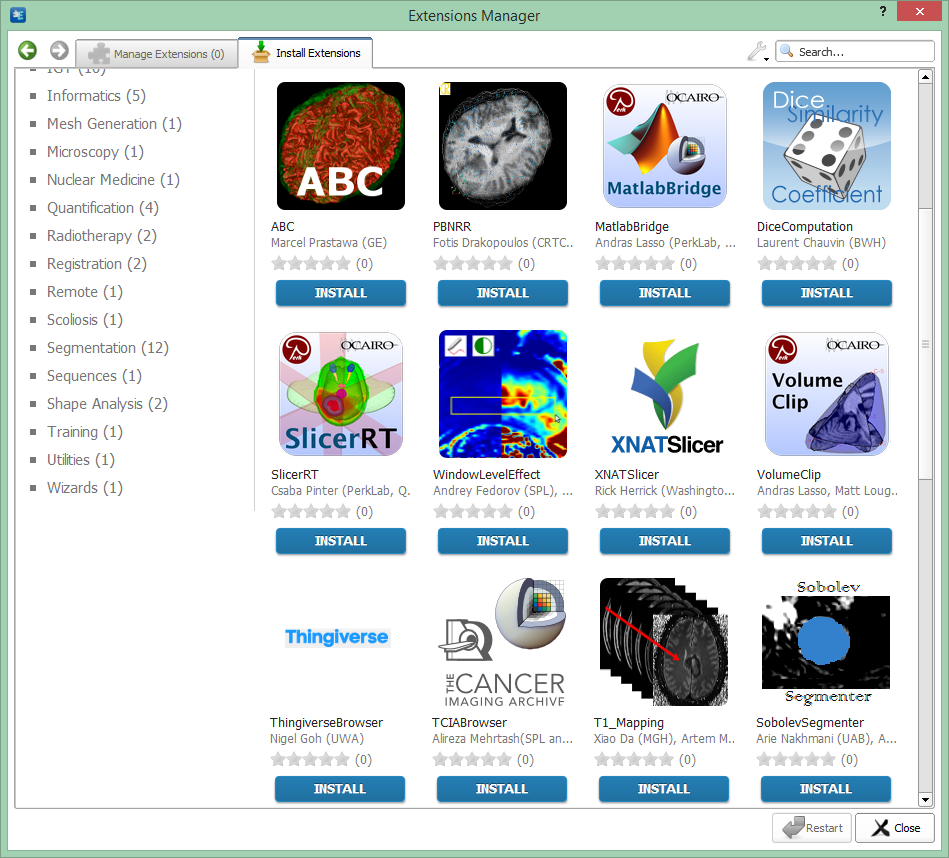 Extensions Manager
?
Manage Extensions (0)
Install Extensions
Search...
IGT (10)
Informatics (5)
Mesh Generation (1)
Microscopy (1)
Nuclear Medicine (1)
Quantification (4)
Radiotherapy (2)
Registration (2)
Remote (1)
Scoliosis (1)
Segmentation (12)
Sequences (1)
Shape Analysis (2)
Training (1)
Utilities (1)
Wizards (1)
ABC
ABC
Marcel Prastawa (GE)
(0)
INSTALL
PBNRR
Fotis Drakopoulos (CRTC..
(0)
INSTALL
Perk
OCAIRO
MatlabBridge
MatlabBridge
Andras Lasso (PerkLab, ...
(0)
INSTALL
Dice
Similarity
Coefficient
DiceComputation
Laurent Chauvin (BWH)
(0)
INSTALL
Perk
OCAIRO
SlicerRT
SlicerRT
Csaba Pinter (PerkLab, Q.
(0)
INSTALL
WindowLevelEffect
Andrey Fedorov (SPL), ...
(0)
INSTALL
XNATSlicer
XNATSlicer
Rick Herrick (Washingto...
(0)
INSTALL
Perk
OCAIRO
Volume
Clip
VolumeClip
Andras Lasso, Matt Loug..
(0)
INSTALL
Thingiverse
ThingiverseBrowser
Nigel Goh (UWA)
(0)
INSTALL
THE CANCER
IMAGING ARCHIVE
TCIABrowser
Alireza Mehrtash(SPL an...
(0)
INSTALL
T1_Mapping
Xiao Da (MGH), Artem M..
(0)
INSTALL
Sobolev
Segmenter
SobolevSegmenter
Arie Nakhmani (UAB), A...
(0)
INSTALL
Restart
Close